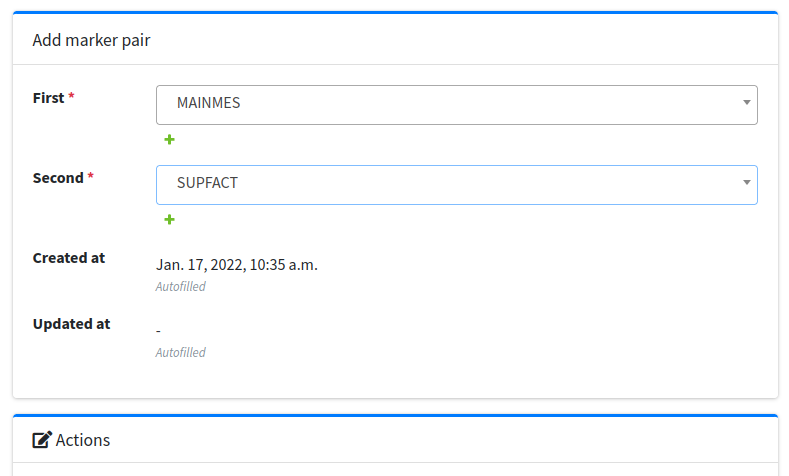 Add marker pair
First *
MAINMES
Second *
SUPFACT
Created at
Jan. 17, 2022, 10:35 a.m.
Autofilled
Updated at
-
Autofilled
Actions